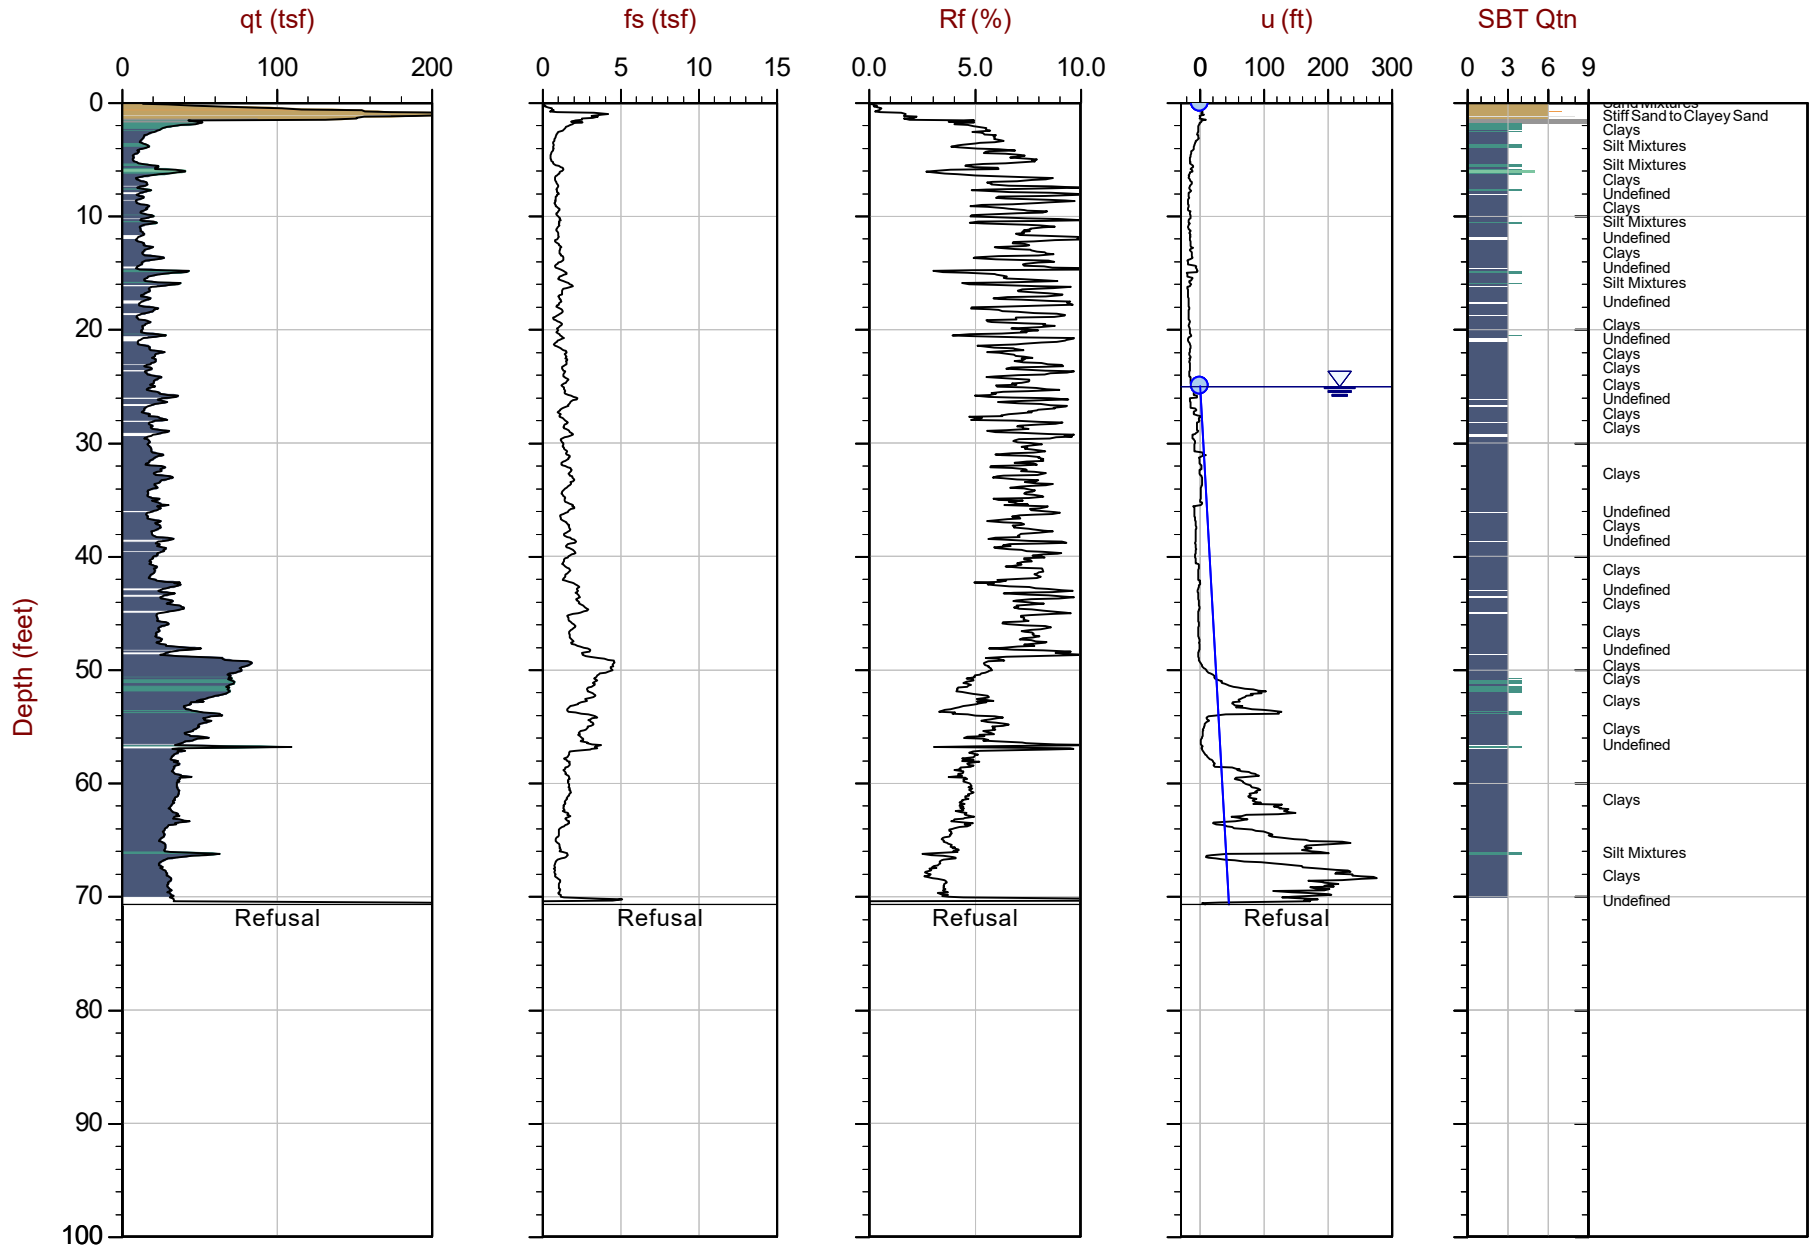 qt (tsf) fs (tsf) Rf (%) u (ft) SBT Qtn
0 100 200 0 5 15 0.0 5.0 10.0 0 100 200 300 0 3 6 9
0
10
20
30
40
50
60
70
80
90
100
Depth (feet)
Sand Mixtures
Stiff Sand to Clayey Sand
Clays
Silt Mixtures
Silt Mixtures
Clays
Undefined
Clays
Silt Mixtures
Undefined
Clays
Undefined
Silt Mixtures
Undefined
Clays
Undefined
Clays
Clays
Clays
Undefined
Clays
Clays
Clays
Undefined
Clays
Undefined
Clays
Undefined
Clays
Clays
Undefined
Clays
Clays
Clays
Clays
Undefined
Clays
Silt Mixtures
Clays
Undefined
Refusal Refusal Refusal Refusal